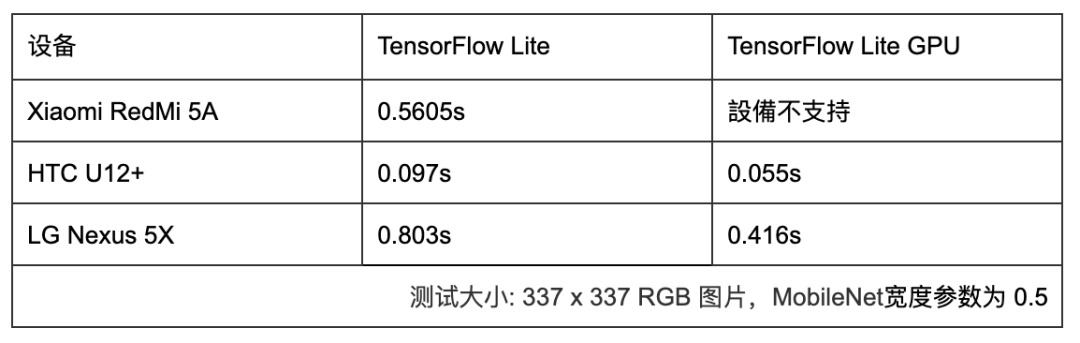 设备 TensorFlow Lite TensorFlow Lite GPU
Xiaomi RedMi 5A 0.5605s 設備不支持
HTC U12+ 0.097s 0.055s
LG Nexus 5X 0.803s 0.416s
测试大小: 337 x 337 RGB 图片，MobileNet宽度参数为 0.5